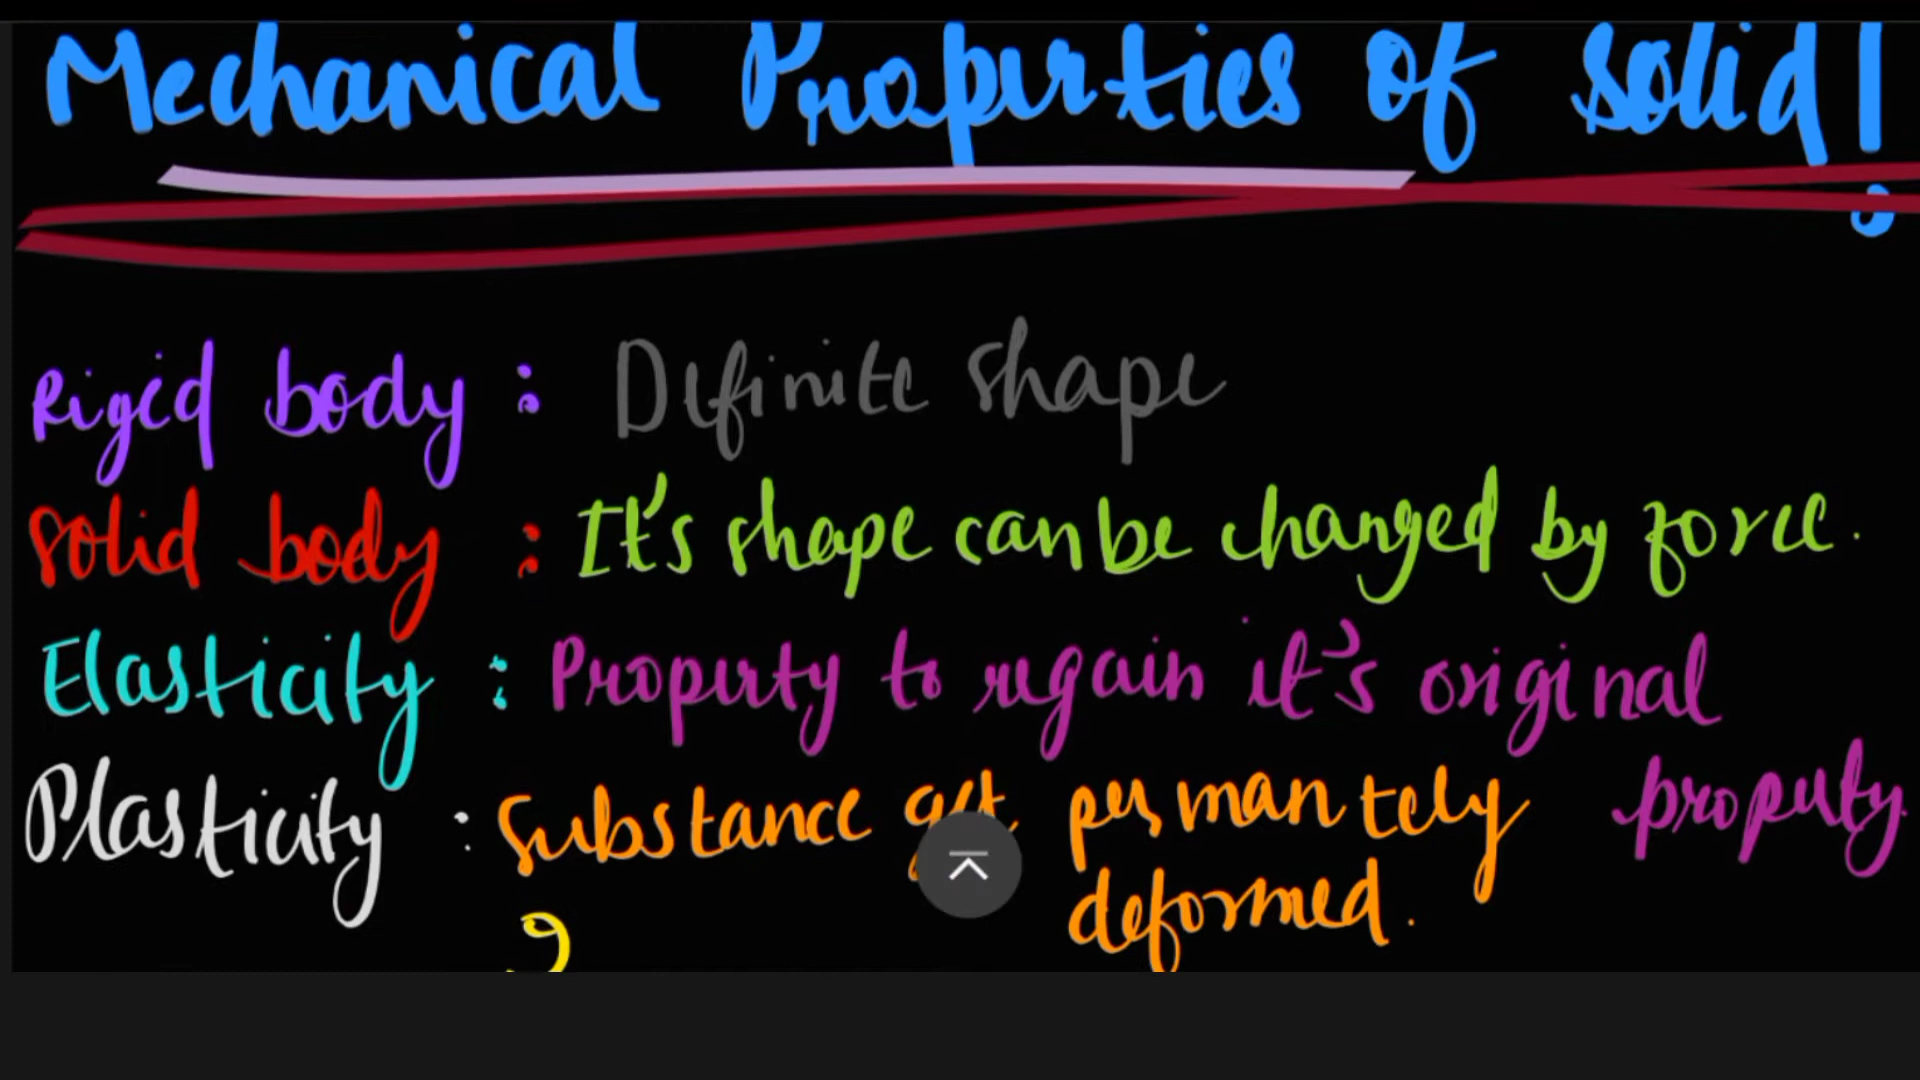 Mechanical Properties of Solid!
Rigid body : Definite shape
Solid body : It's shape can be changed by force.
Elasticity : Property to regain it's original
property
Plasticity : Substance get permantely
deformed.